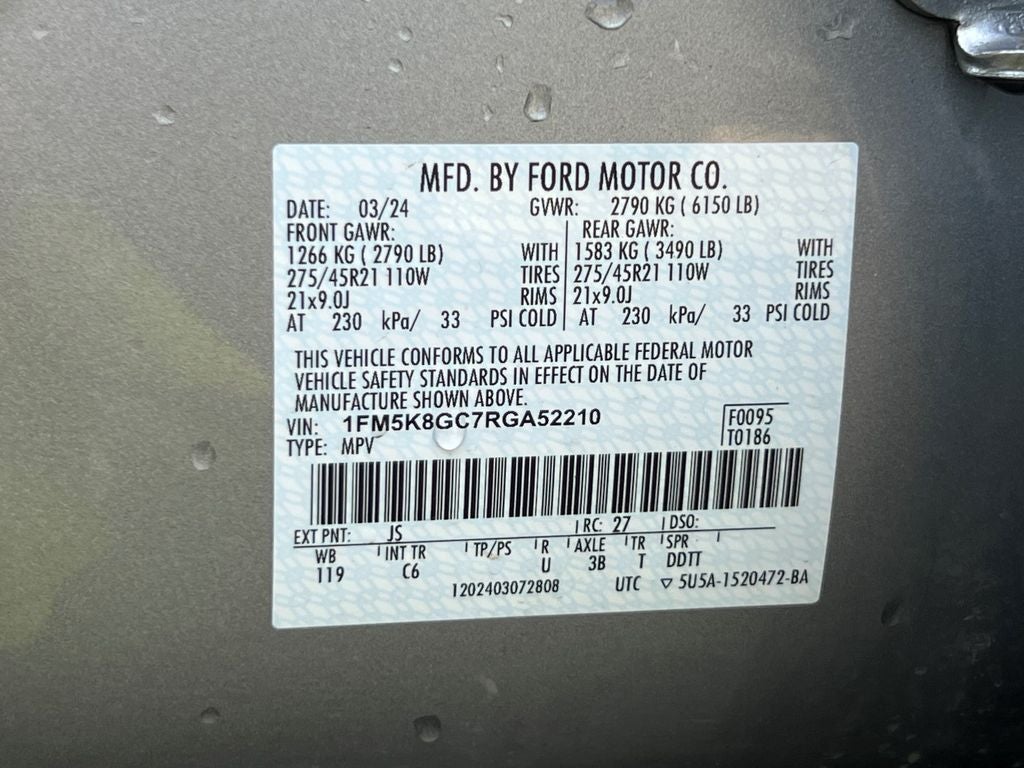 MFD. BY FORD MOTOR CO.
DATE: 03/24 GVWR: 2790 KG ( 6150 LB)
FRONT GAWR: REAR GAWR:
1266 KG ( 2790 LB) WITH 1583 KG ( 3490 LB) WITH
275/45R21 110W TIRES 275/45R21 110W TIRES
21x9.0J RIMS 21x9.0J RIMS
AT 230 kPa/ 33 PSI COLD AT 230 kPa/ 33 PSI COLD
THIS VEHICLE CONFORMS TO ALL APPLICABLE FEDERAL MOTOR
VEHICLE SAFETY STANDARDS IN EFFECT ON THE DATE OF
MANUFACTURE SHOWN ABOVE.
VIN: 1FM5K8GC7RGA52210 F0095
TYPE: MPV T0186
EXT PNT: JS RC: 27 DSO:
WB INT TR TP/PS R AXLE TR SPR
119 C6 U 3B T DDTT
1202403072808 UTC ▽ 5U5A-1520472-BA